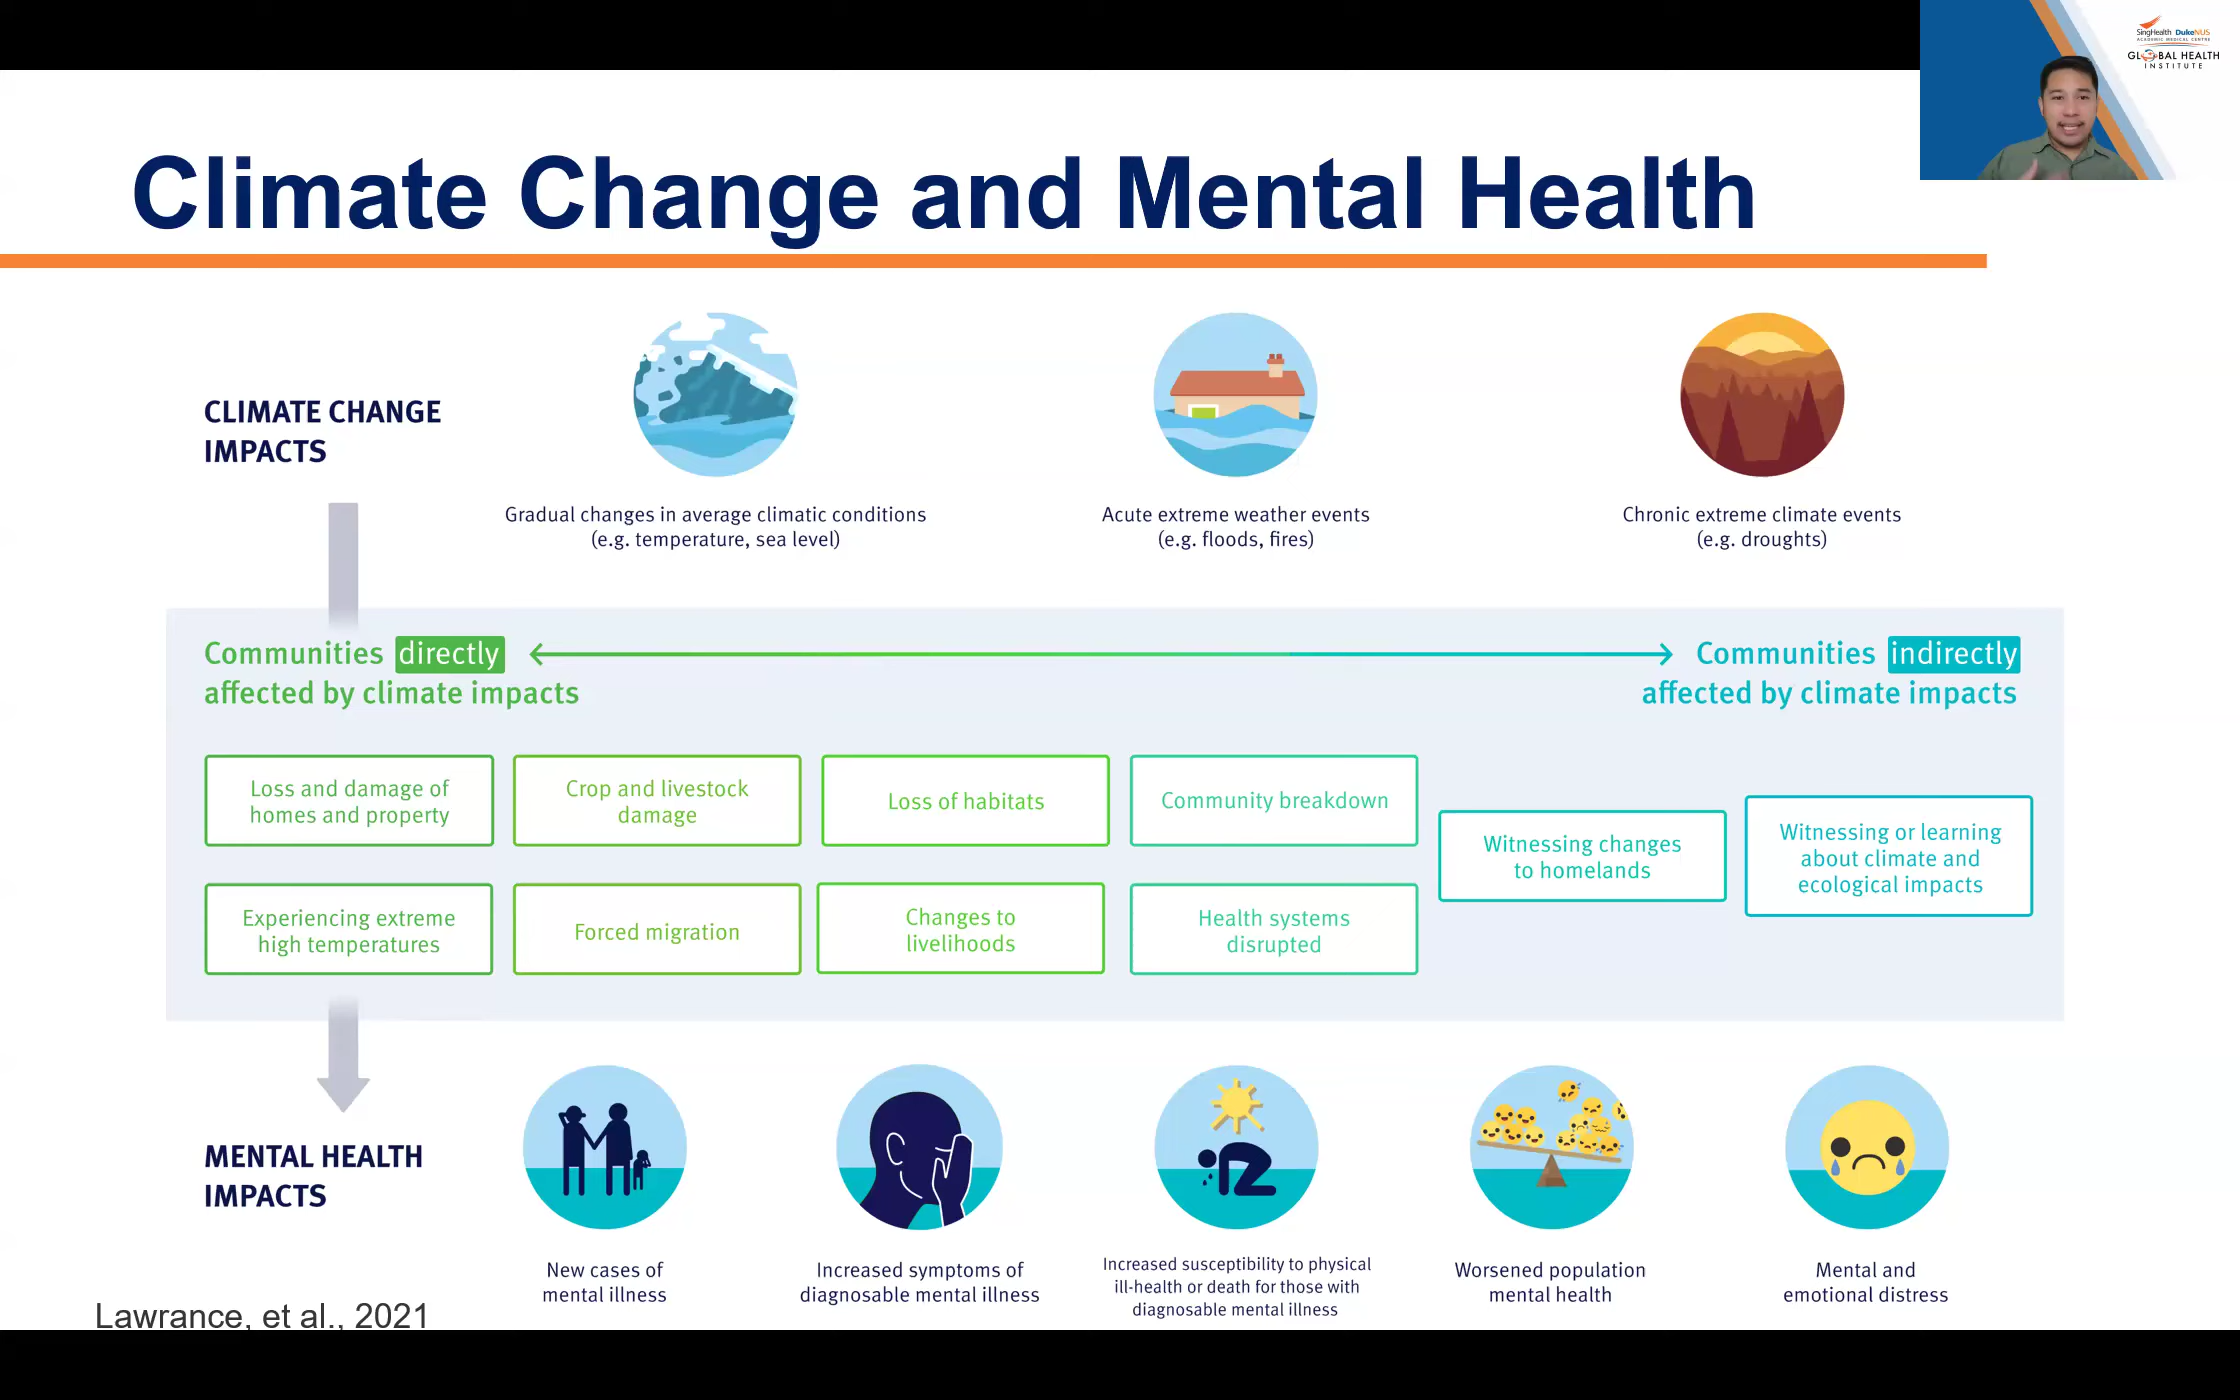 SingHealth DukeNUS
ACADEMIC MEDICAL CENTRE
GLOBAL HEALTH
INSTITUTE
Climate Change and Mental Health
CLIMATE CHANGE
IMPACTS
Gradual changes in average climatic conditions
(e.g. temperature, sea level)
Acute extreme weather events
(e.g. floods, fires)
Chronic extreme climate events
(e.g. droughts)
Communities directly
affected by climate impacts
Communities indirectly
affected by climate impacts
Loss and damage of
homes and property
Crop and livestock
damage
Loss of habitats
Community breakdown
Witnessing changes
to homelands
Witnessing or learning
about climate and
ecological impacts
Experiencing extreme
high temperatures
Forced migration
Changes to
livelihoods
Health systems
disrupted
MENTAL HEALTH
IMPACTS
New cases of
mental illness
Increased symptoms of
diagnosable mental illness
Increased susceptibility to physical
ill-health or death for those with
diagnosable mental illness
Worsened population
mental health
Mental and
emotional distress
Lawrance, et al., 2021